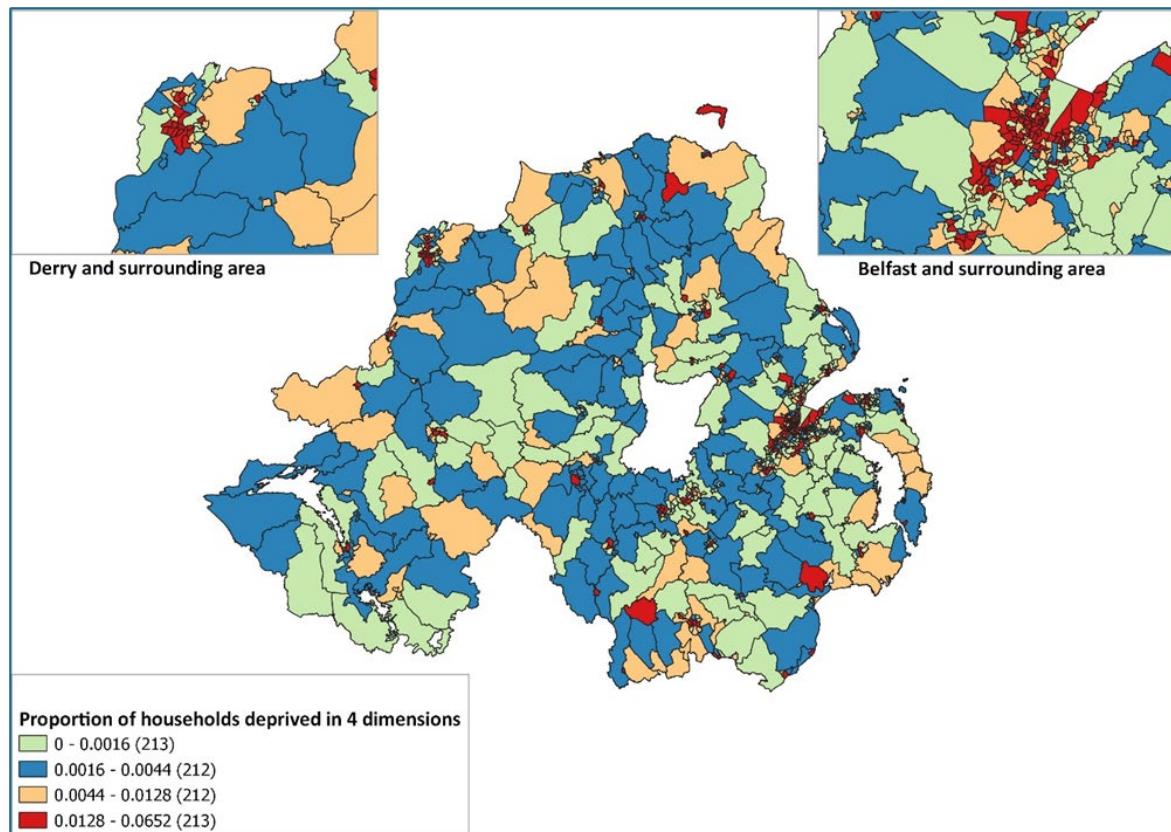 Derry and surrounding area
Belfast and surrounding area
Proportion of households deprived in 4 dimensions
0 - 0.0016 (213)
0.0016 - 0.0044 (212)
0.0044 - 0.0128 (212)
0.0128 - 0.0652 (213)